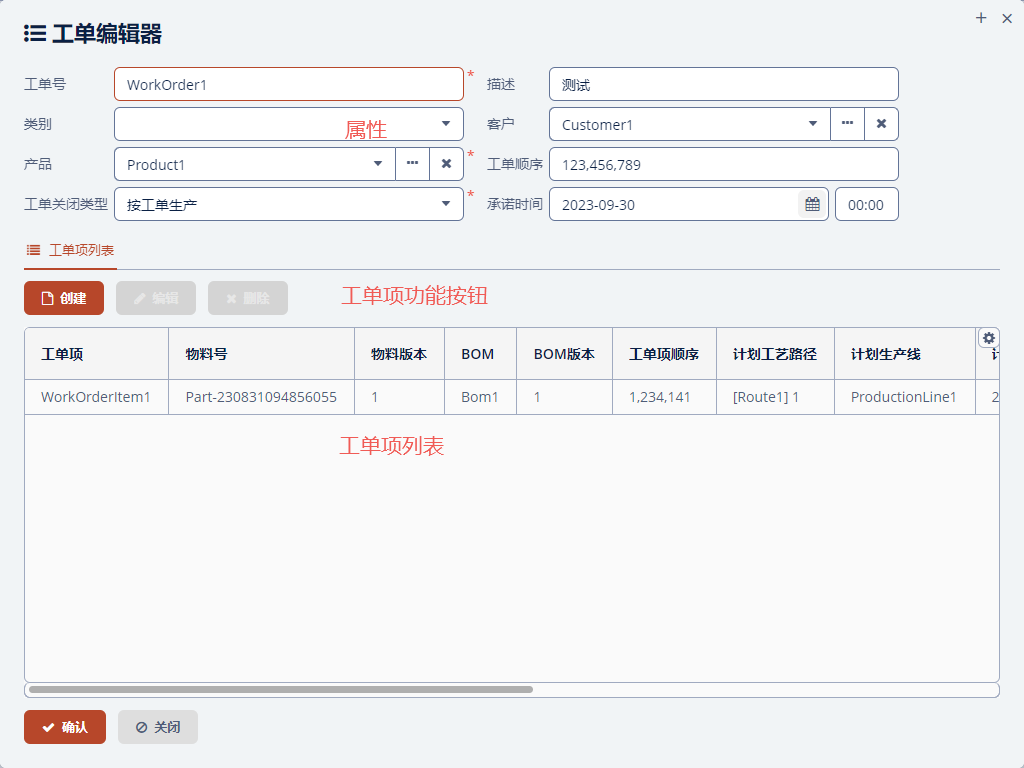 工单编辑器
工单号 WorkOrder1 * 描述 测试
类别 属性 客户 Customer1
产品 Product1 * 工单顺序 123,456,789
工单关闭类型 按工单生产 * 承诺时间 2023-09-30 00:00
工单项列表
创建 编辑 删除 工单项功能按钮
工单项 物料号 物料版本 BOM BOM版本 工单项顺序 计划工艺路径 计划生产线
WorkOrderItem1 Part-230831094856055 1 Bom1 1 1,234,141 [Route1] 1 ProductionLine1 2
工单项列表
确认 关闭